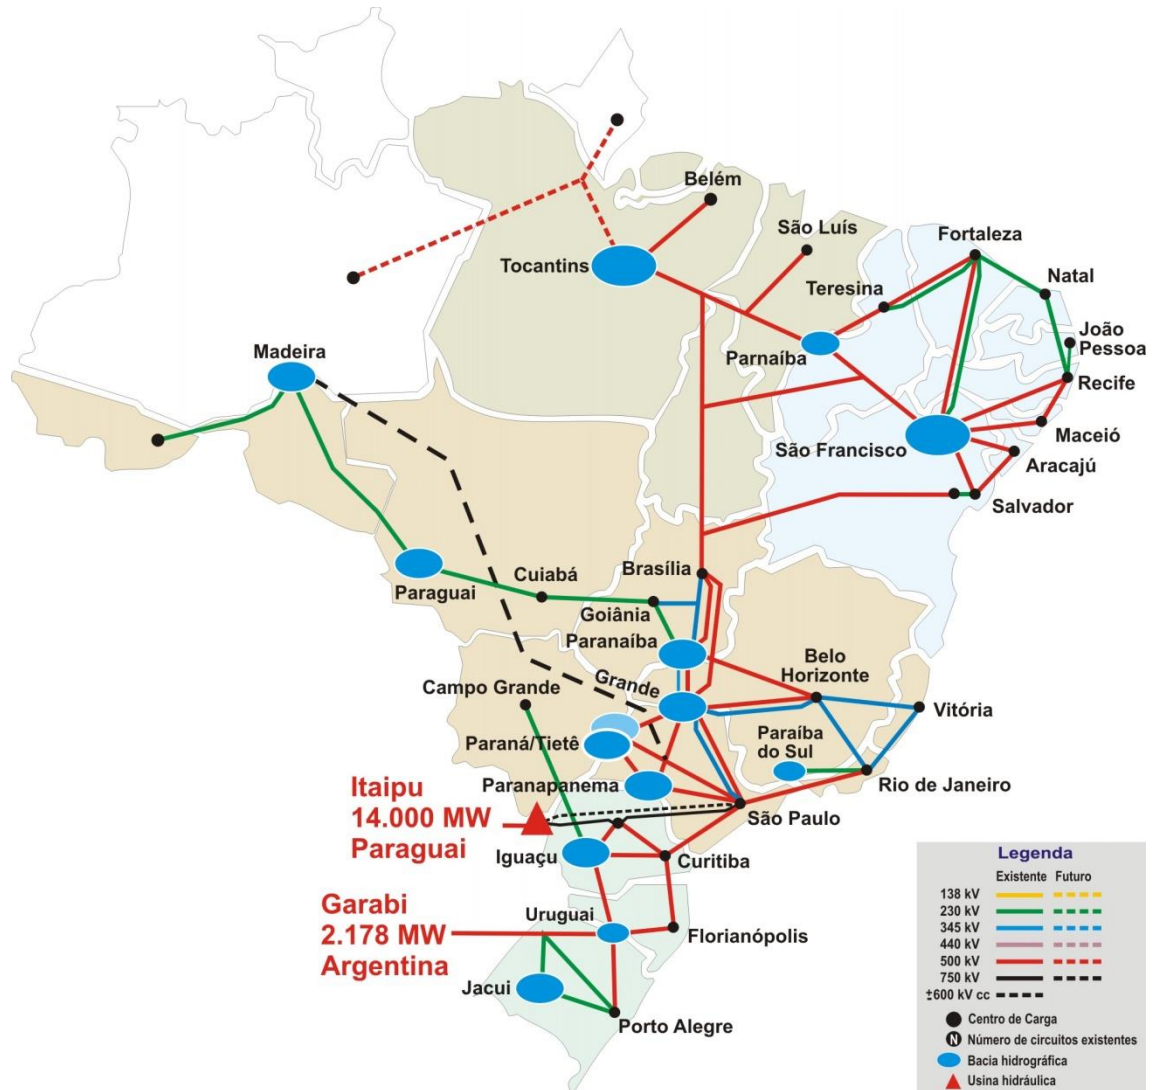 Belém
São Luís
Fortaleza
Tocantins
Teresina
Natal
João
Pessoa
Madeira
Parnaíba
Recife
Maceió
São Francisco
Aracajú
Salvador
Brasília
Cuiabá
Paraguai
Goiânia
Paranaíba
Belo
Horizonte
Grande
Campo Grande
Vitória
Paraíba
do Sul
Paraná/Tietê
Paranapanema
Rio de Janeiro
Itaipu
14.000 MW
Paraguai
São Paulo
Iguaçu
Curitiba
Garabi
2.178 MW
Argentina
Uruguai
Florianópolis
Jacui
Porto Alegre
Legenda
Existente Futuro
138 kV
230 kV
345 kV
440 kV
500 kV
750 kV
±600 kV cc
Centro de Carga
N Número de circuitos existentes
Bacia hidrográfica
Usina hidráulica